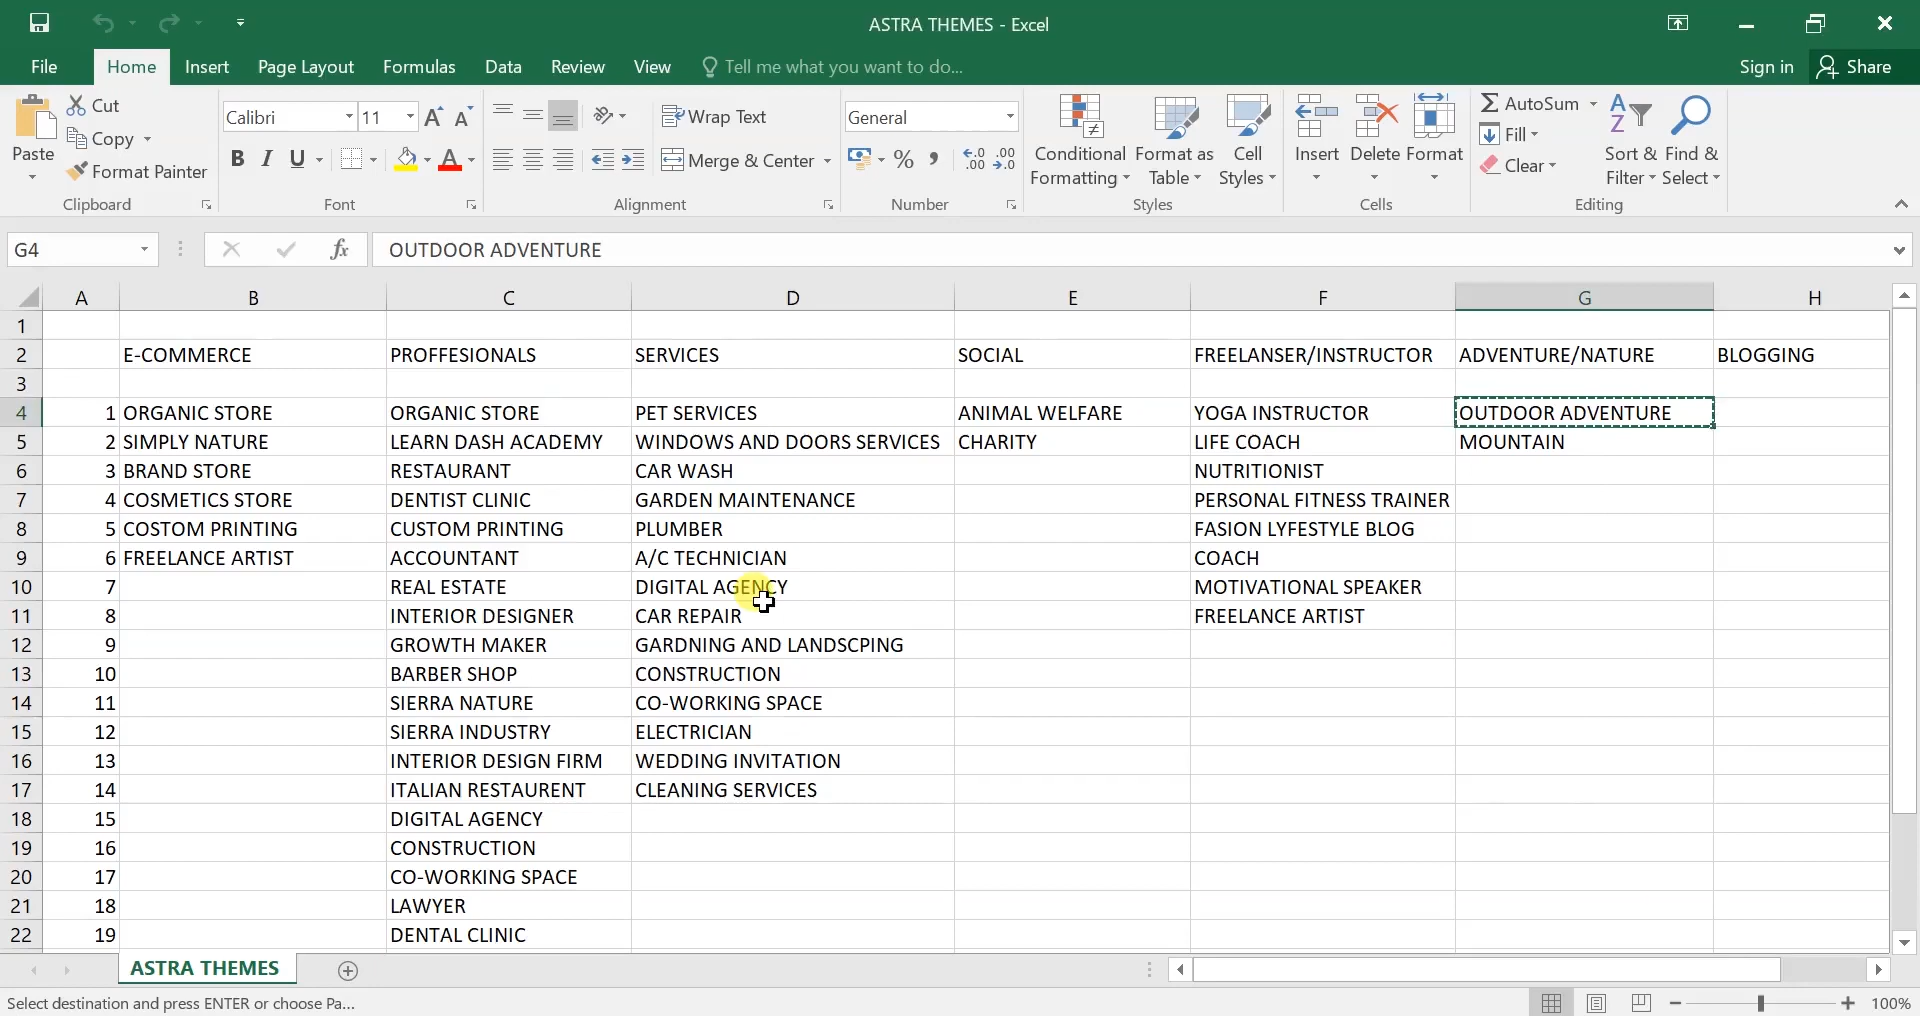 ASTRA THEMES - Excel
File Home Insert Page Layout Formulas Data Review View Tell me what you want to do... Sign in Share
Paste Cut Copy Format Painter Clipboard
Calibri 11 A A B I U A Font
Wrap Text Merge & Center Alignment
General % , .0 .00 .00 .0 Number
Conditional Formatting Format as Table Cell Styles Styles
Insert Delete Format Cells
AutoSum Fill Clear Sort & Filter Find & Select Editing
G4 fx OUTDOOR ADVENTURE
A B C D E F G H
1
2 E-COMMERCE PROFFESIONALS SERVICES SOCIAL FREELANSER/INSTRUCTOR ADVENTURE/NATURE BLOGGING
3
4 1 ORGANIC STORE ORGANIC STORE PET SERVICES ANIMAL WELFARE YOGA INSTRUCTOR OUTDOOR ADVENTURE
5 2 SIMPLY NATURE LEARN DASH ACADEMY WINDOWS AND DOORS SERVICES CHARITY LIFE COACH MOUNTAIN
6 3 BRAND STORE RESTAURANT CAR WASH NUTRITIONIST
7 4 COSMETICS STORE DENTIST CLINIC GARDEN MAINTENANCE PERSONAL FITNESS TRAINER
8 5 COSTOM PRINTING CUSTOM PRINTING PLUMBER FASION LYFESTYLE BLOG
9 6 FREELANCE ARTIST ACCOUNTANT A/C TECHNICIAN COACH
10 7 REAL ESTATE DIGITAL AGENCY MOTIVATIONAL SPEAKER
11 8 INTERIOR DESIGNER CAR REPAIR FREELANCE ARTIST
12 9 GROWTH MAKER GARDNING AND LANDSCPING
13 10 BARBER SHOP CONSTRUCTION
14 11 SIERRA NATURE CO-WORKING SPACE
15 12 SIERRA INDUSTRY ELECTRICIAN
16 13 INTERIOR DESIGN FIRM WEDDING INVITATION
17 14 ITALIAN RESTAURENT CLEANING SERVICES
18 15 DIGITAL AGENCY
19 16 CONSTRUCTION
20 17 CO-WORKING SPACE
21 18 LAWYER
22 19 DENTAL CLINIC
ASTRA THEMES
Select destination and press ENTER or choose Pa... 100%